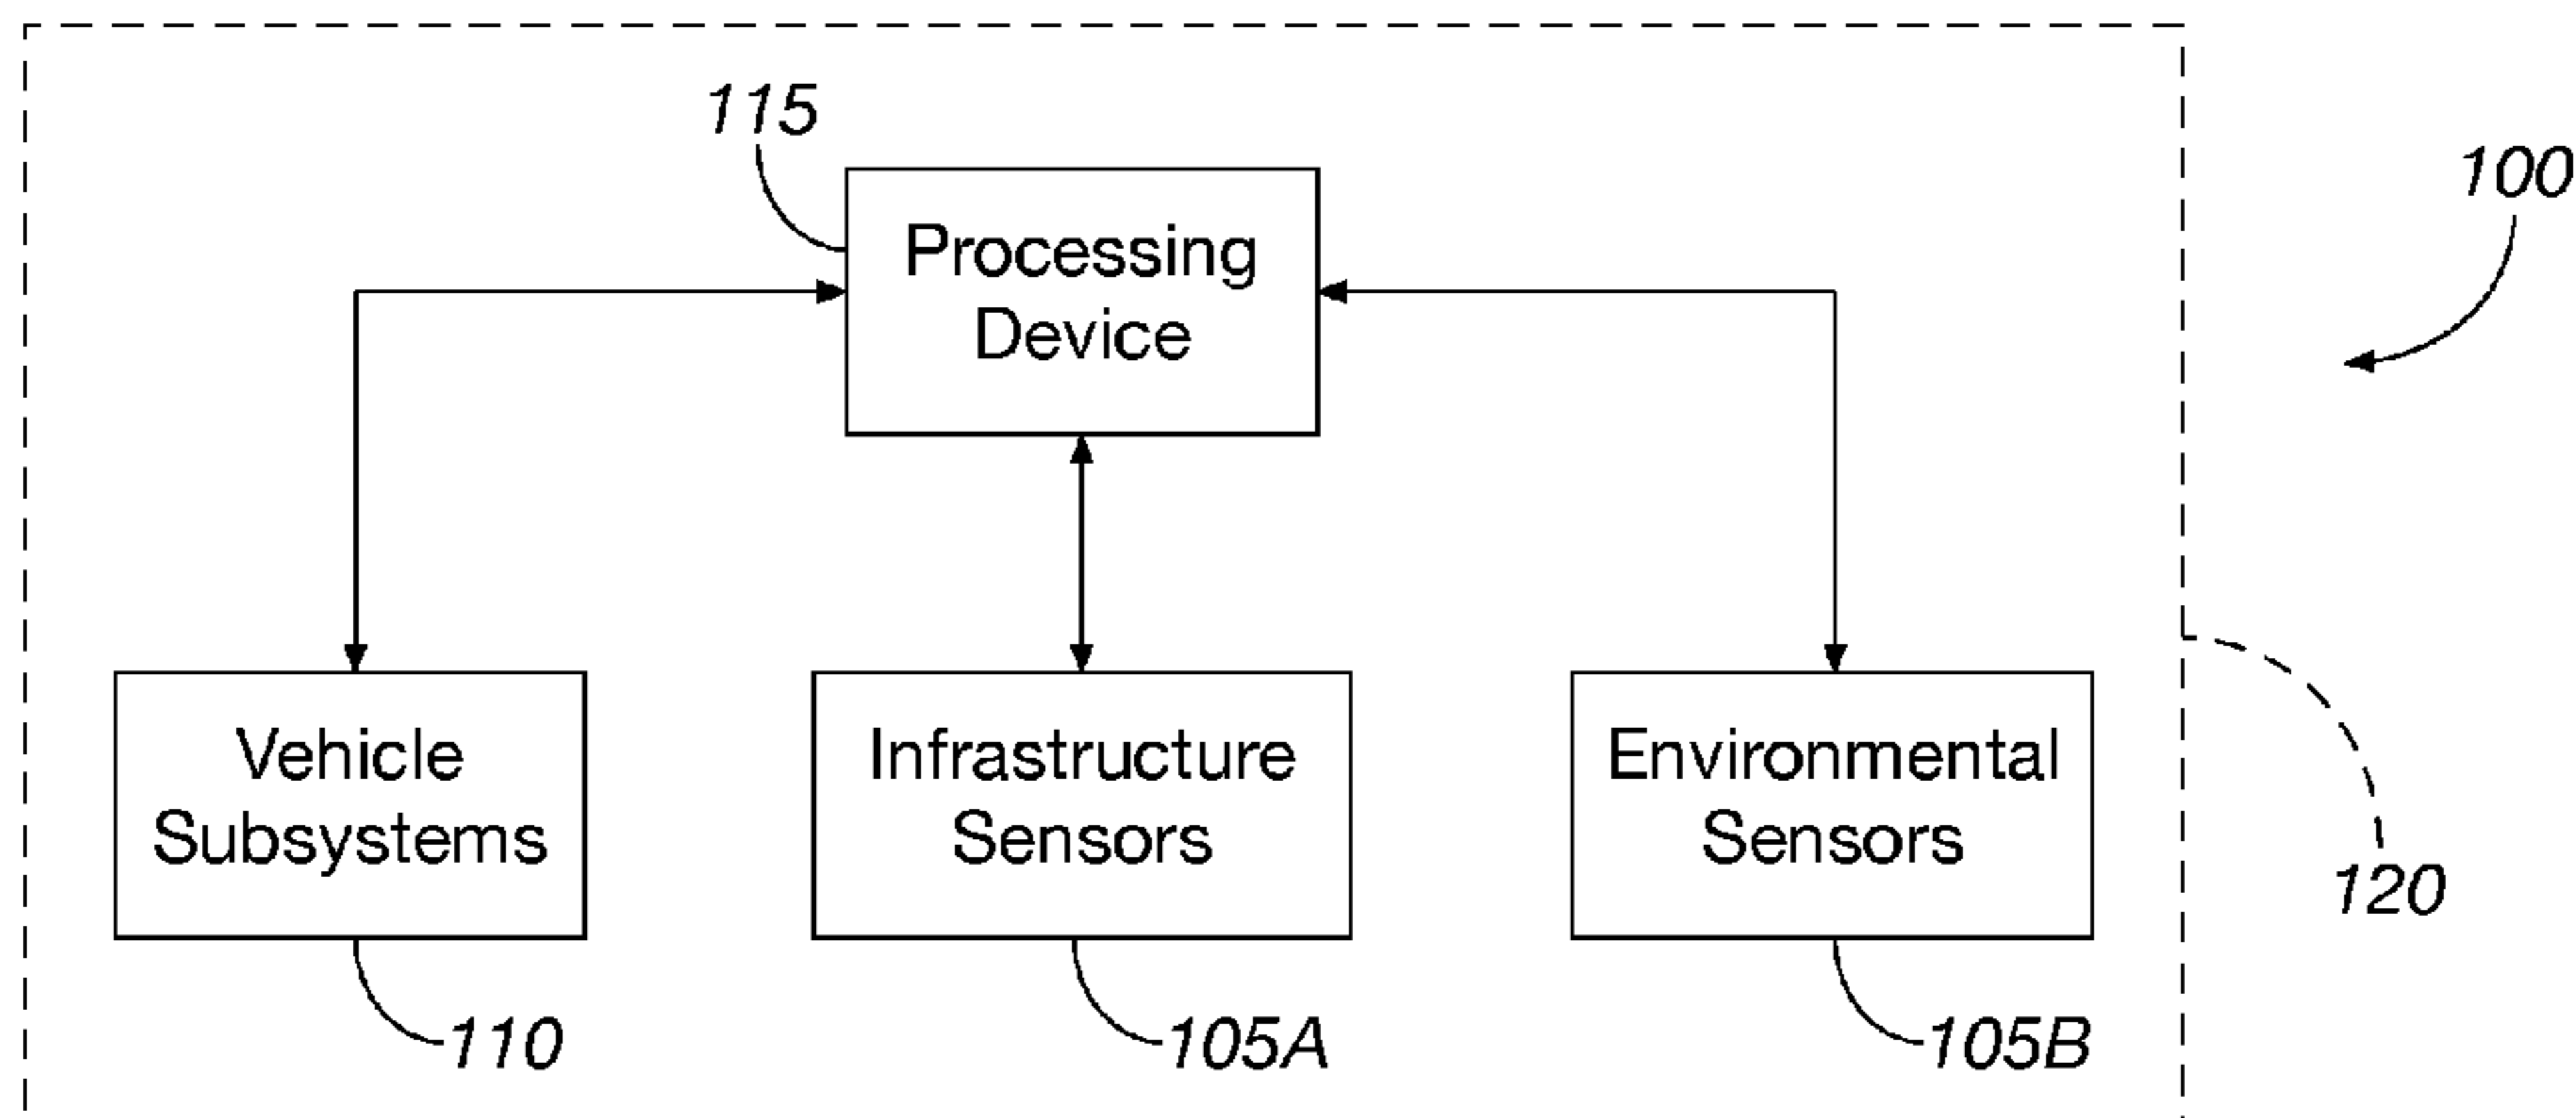 115
100
Processing
Device
Vehicle
Subsystems
Infrastructure
Sensors
Environmental
Sensors
120
110
105A
105B